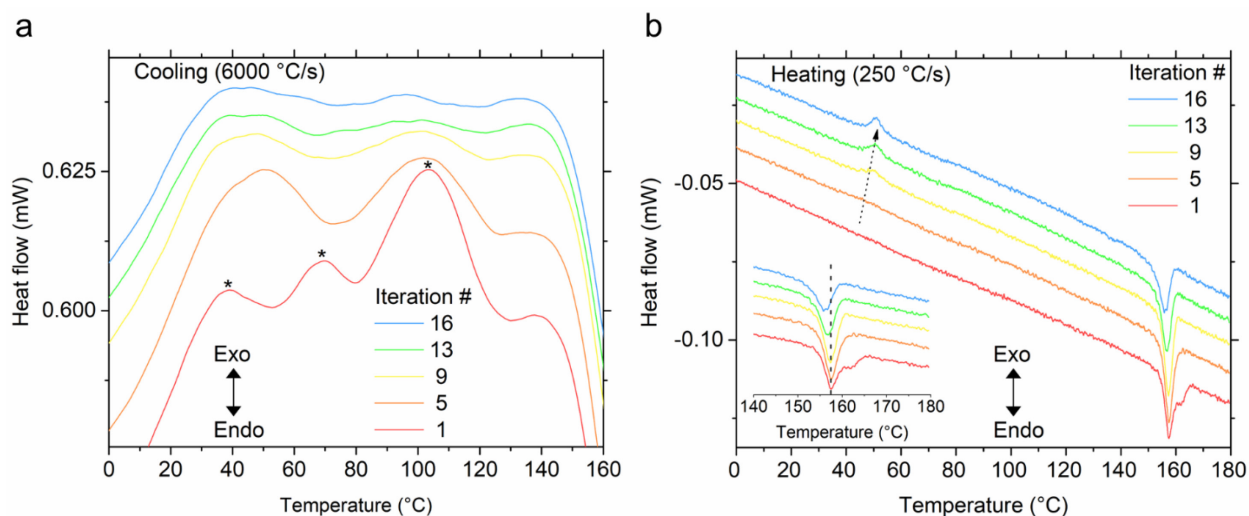 a
Cooling (6000 °C/s)
0.625
0.600
Heat flow (mW)
*
*
*
Iteration #
16
13
9
5
1
Exo
Endo
0
20
40
60
80
100
120
140
160
Temperature (°C)
b
Heating (250 °C/s)
Iteration #
16
13
9
5
1
-0.05
-0.10
Heat flow (mW)
140
150
160
170
180
Temperature (°C)
Exo
Endo
0
20
40
60
80
100
120
140
160
180
Temperature (°C)